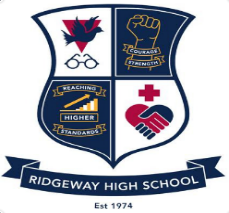 COURAGE
STRENGTH
REACHING
HIGHER
STANDARDS
RIDGEWAY HIGH SCHOOL
Est 1974